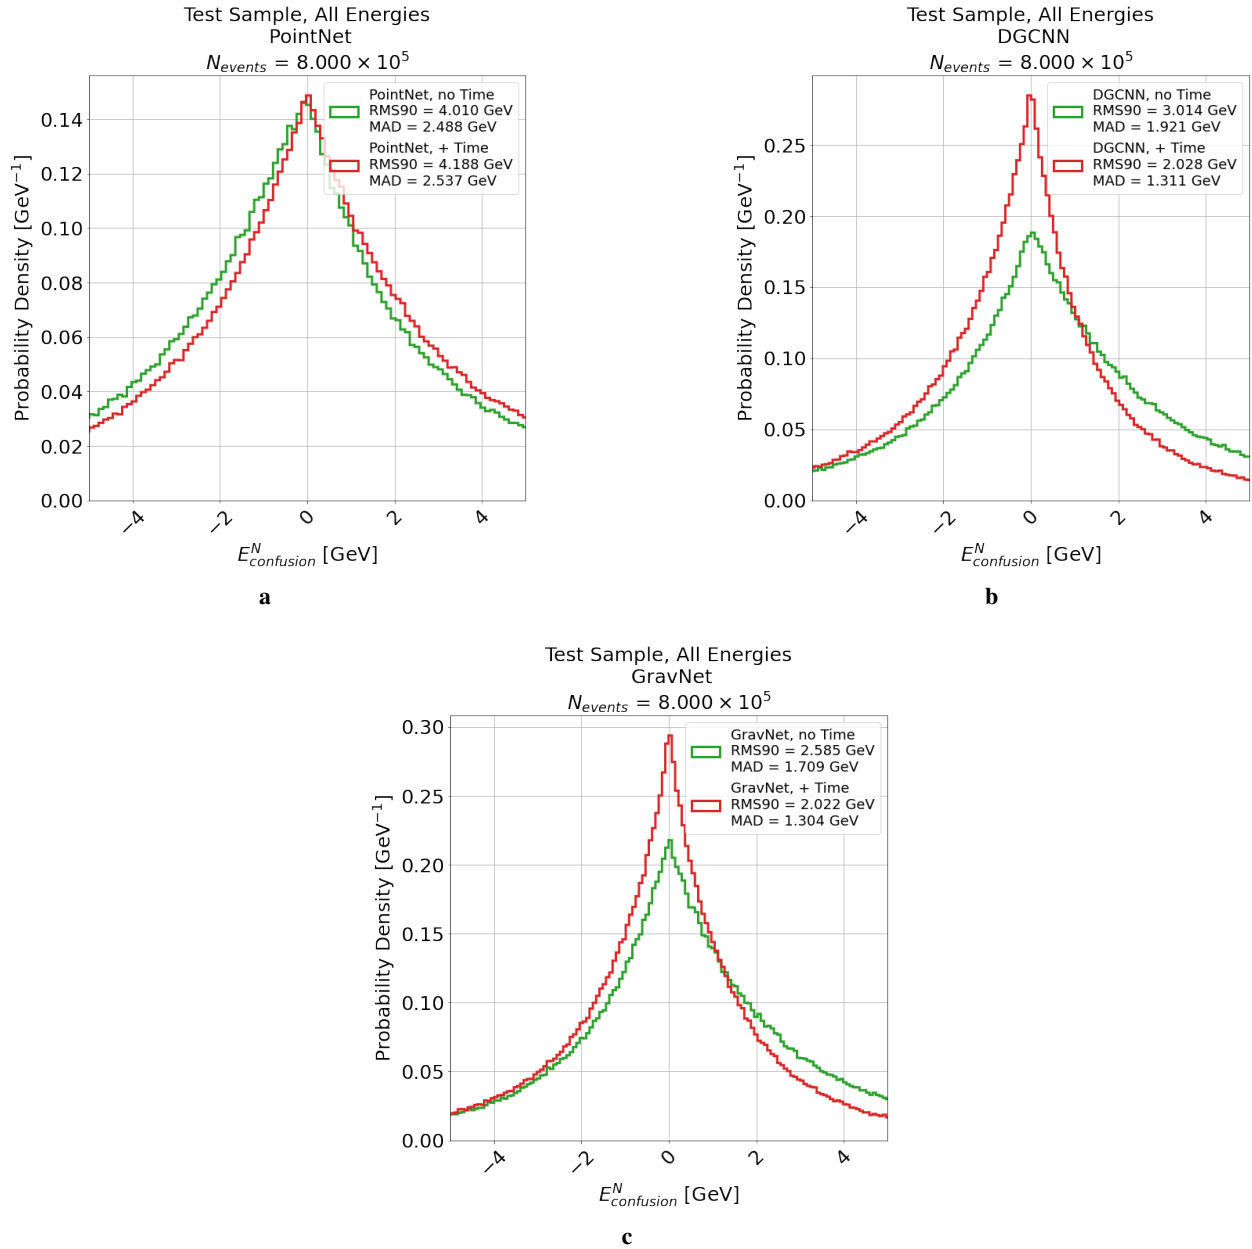 Test Sample, All Energies
PointNet
N_events = 8.000 × 10^5
PointNet, no Time
RMS90 = 4.010 GeV
MAD = 2.488 GeV
PointNet, + Time
RMS90 = 4.188 GeV
MAD = 2.537 GeV
Probability Density [GeV^−1]
0.14
0.12
0.10
0.08
0.06
0.04
0.02
0.00
−4
−2
0
2
4
E^N_confusion [GeV]
a
Test Sample, All Energies
DGCNN
N_events = 8.000 × 10^5
DGCNN, no Time
RMS90 = 3.014 GeV
MAD = 1.921 GeV
DGCNN, + Time
RMS90 = 2.028 GeV
MAD = 1.311 GeV
Probability Density [GeV^−1]
0.25
0.20
0.15
0.10
0.05
0.00
−4
−2
0
2
4
E^N_confusion [GeV]
b
Test Sample, All Energies
GravNet
N_events = 8.000 × 10^5
GravNet, no Time
RMS90 = 2.585 GeV
MAD = 1.709 GeV
GravNet, + Time
RMS90 = 2.022 GeV
MAD = 1.304 GeV
Probability Density [GeV^−1]
0.30
0.25
0.20
0.15
0.10
0.05
0.00
−4
−2
0
2
4
E^N_confusion [GeV]
c